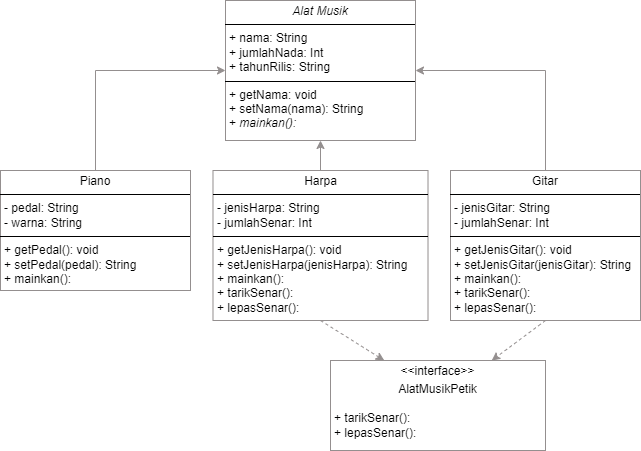 Alat Musik
+ nama: String
+ jumlahNada: Int
+ tahunRilis: String
+ getNama: void
+ setNama(nama): String
+ mainkan():
Piano
- pedal: String
- warna: String
+ getPedal(): void
+ setPedal(pedal): String
+ mainkan():
Harpa
- jenisHarpa: String
- jumlahSenar: Int
+ getJenisHarpa(): void
+ setJenisHarpa(jenisHarpa): String
+ mainkan():
+ tarikSenar():
+ lepasSenar():
Gitar
- jenisGitar: String
- jumlahSenar: Int
+ getJenisGitar(): void
+ setJenisGitar(jenisGitar): String
+ mainkan():
+ tarikSenar():
+ lepasSenar():
<<interface>>
AlatMusikPetik
+ tarikSenar():
+ lepasSenar():